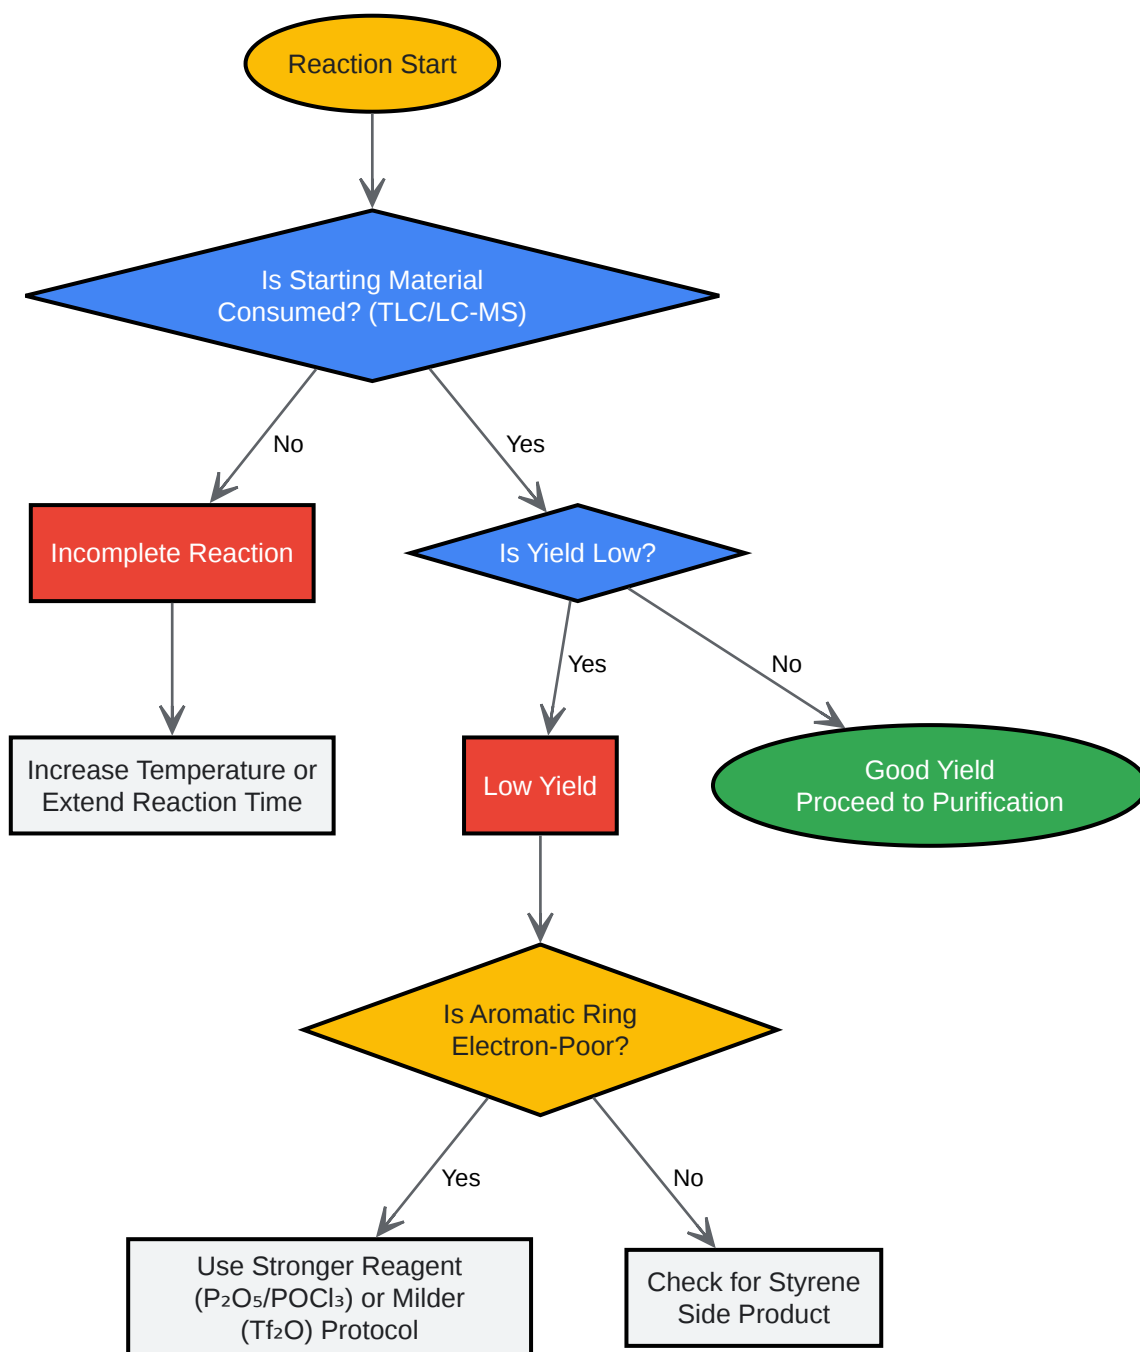 Reaction Start
Is Starting Material
Consumed? (TLC/LC-MS)
No
Yes
Incomplete Reaction
Is Yield Low?
Yes
No
Increase Temperature or
Extend Reaction Time
Low Yield
Good Yield
Proceed to Purification
Is Aromatic Ring
Electron-Poor?
Yes
No
Use Stronger Reagent
(P₂O₅/POCl₃) or Milder
(Tf₂O) Protocol
Check for Styrene
Side Product